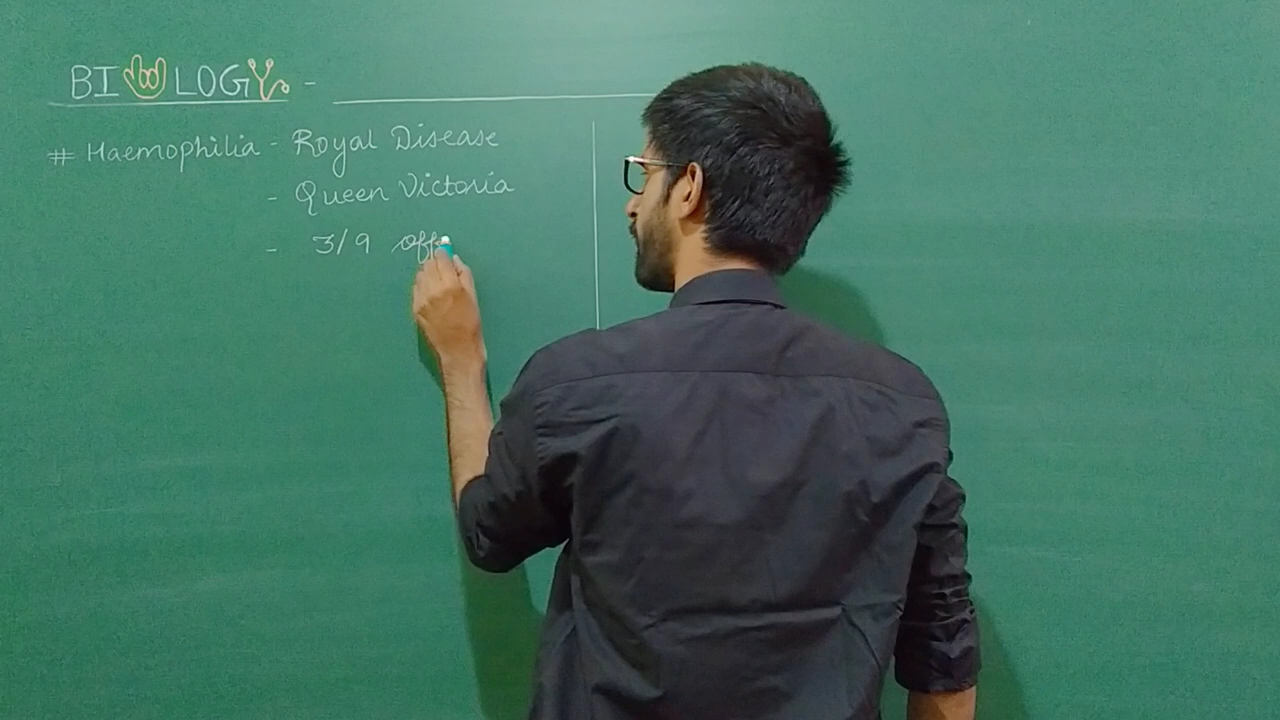 BIOLOGY -
# Haemophilia - Royal Disease
- Queen Victoria
- 3/9 off